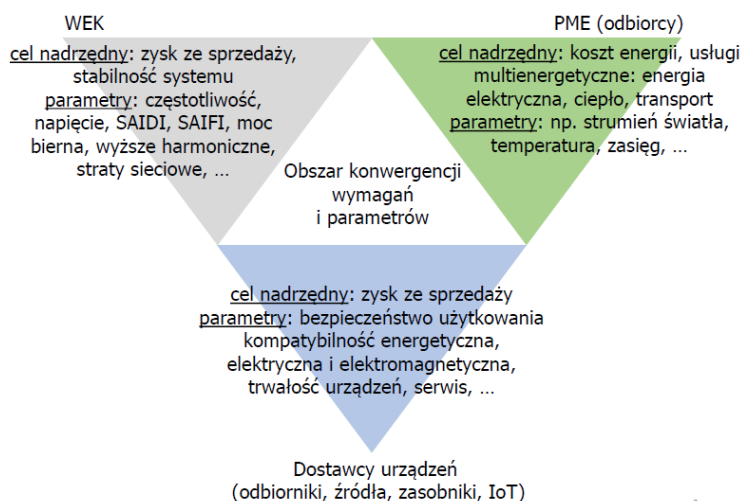 WEK
cel nadrzędny: zysk ze sprzedaży,
stabilność systemu
parametry: częstotliwość,
napięcie, SAIDI, SAIFI, moc
bierna, wyższe harmoniczne,
straty sieciowe, ...
PME (odbiorcy)
cel nadrzędny: koszt energii, usługi
multienergetyczne: energia
elektryczna, ciepło, transport
parametry: np. strumień światła,
temperatura, zasięg, ...
Obszar konwergencji
wymagań
i parametrów
cel nadrzędny: zysk ze sprzedaży
parametry: bezpieczeństwo użytkowania
kompatybilność energetyczna,
elektryczna i elektromagnetyczna,
trwałość urządzeń, serwis, ...
Dostawcy urządzeń
(odbiorniki, źródła, zasobniki, IoT)